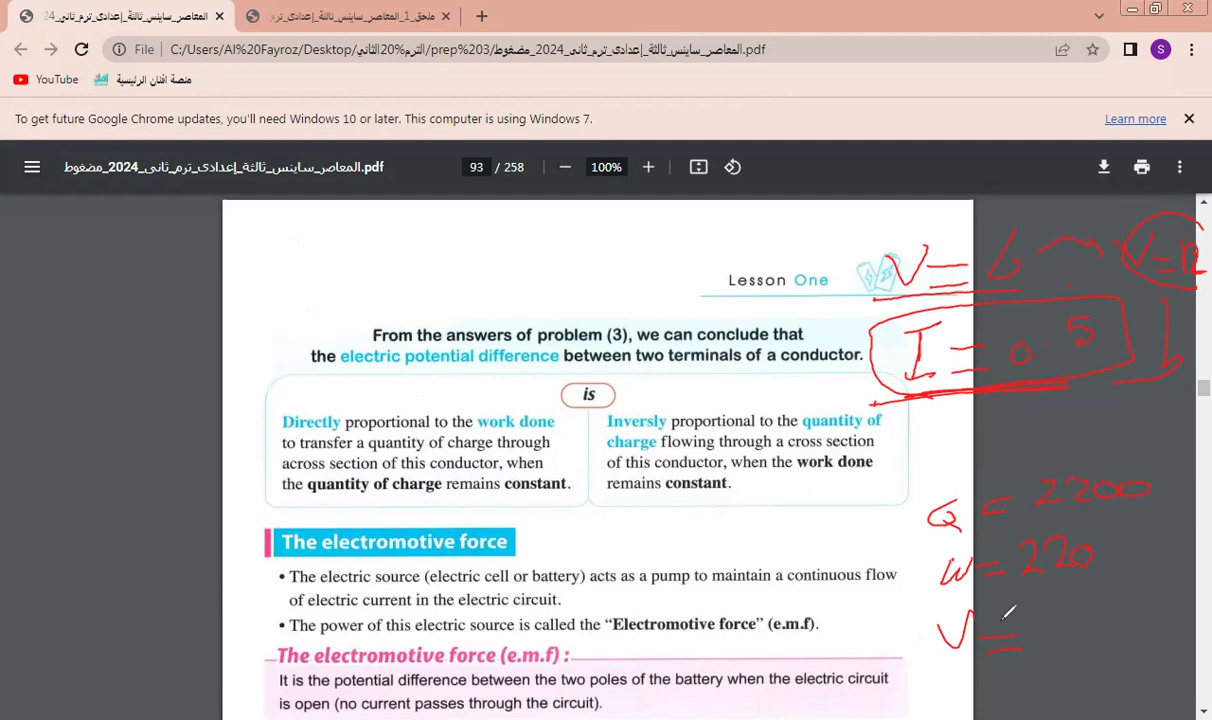 المعاصر_ساينس_ثالثة_إعدادى_ترم_ثانى_24
ملحق_1_المعاصر_ساينس_ثالثة_إعدادى_ترم
File C:/Users/Al%20Fayroz/Desktop/الترم%20الثاني/prep%203/المعاصر_ساينس_ثالثة_إعدادى_ترم_ثانى_2024_مضغوط.pdf
S
YouTube منصة أفنان الرئيسية
To get future Google Chrome updates, you'll need Windows 10 or later. This computer is using Windows 7. Learn more
المعاصر_ساينس_ثالثة_إعدادى_ترم_ثانى_2024_مضغوط.pdf 93 / 258 100%
V = 6 V = 12
Lesson One
I = 0.5
From the answers of problem (3), we can conclude that
the electric potential difference between two terminals of a conductor.
is
Directly proportional to the work done
to transfer a quantity of charge through
across section of this conductor, when
the quantity of charge remains constant.
Inversly proportional to the quantity of
charge flowing through a cross section
of this conductor, when the work done
remains constant.
Q = 2200
W = 220
V =
The electromotive force
• The electric source (electric cell or battery) acts as a pump to maintain a continuous flow
of electric current in the electric circuit.
• The power of this electric source is called the “Electromotive force” (e.m.f).
The electromotive force (e.m.f) :
It is the potential difference between the two poles of the battery when the electric circuit
is open (no current passes through the circuit).